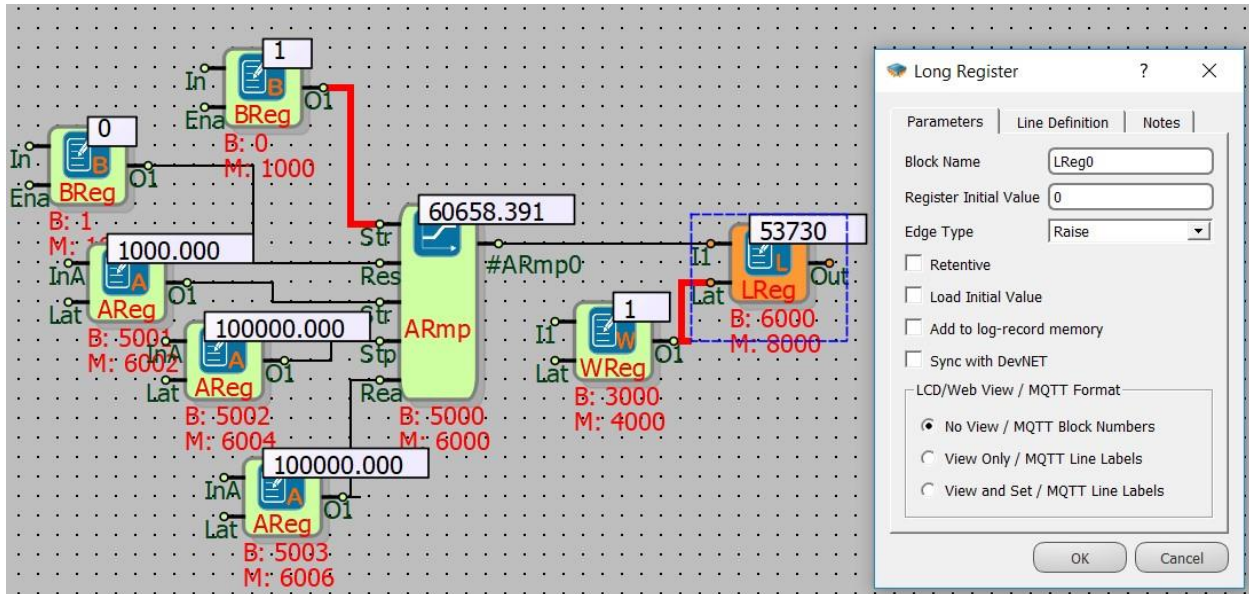 1
In
B
O1
Ena
BReg
B: 0
M: 1000
0
In
B
O1
Ena
BReg
B: 1
1000.000
InA
A
O1
Lat
AReg
B: 5001
M: 6002
100000.000
InA
A
O1
Lat
AReg
B: 5002
M: 6004
100000.000
InA
A
O1
Lat
AReg
B: 5003
M: 6006
60658.391
Str
Res
Str
Stp
Rea
ARmp
#ARmp0
B: 5000
M: 6000
1
I1
W
O1
Lat
WReg
B: 3000
M: 4000
53730
I1
L
Out
Lat
LReg
B: 6000
M: 8000
Long Register ? X
Parameters Line Definition Notes
Block Name LReg0
Register Initial Value 0
Edge Type Raise
Retentive
Load Initial Value
Add to log-record memory
Sync with DevNET
LCD/Web View / MQTT Format
No View / MQTT Block Numbers
View Only / MQTT Line Labels
View and Set / MQTT Line Labels
OK Cancel